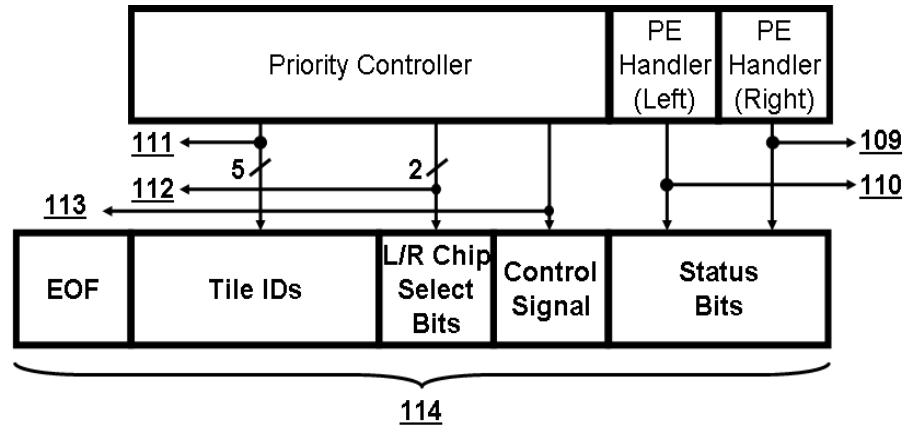 Priority Controller
PE
Handler
(Left)
PE
Handler
(Right)
111
109
5
2
112
110
113
EOF
Tile IDs
L/R Chip
Select
Bits
Control
Signal
Status
Bits
114